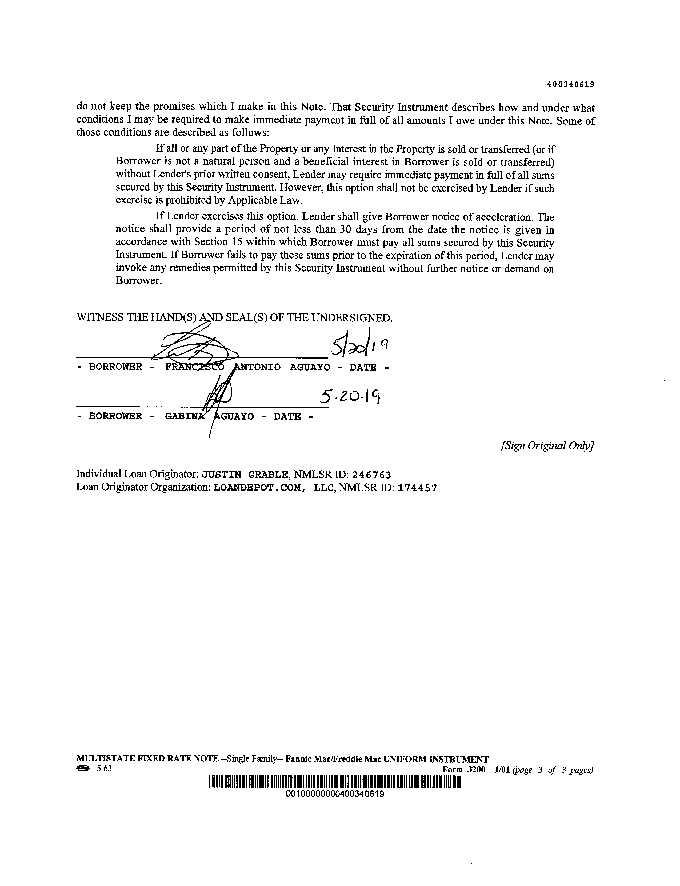 400340619
do not keep the promises which I make in this Note. That Security Instrument describes how and under what
conditions I may be required to make immediate payment in full of all amounts I owe under this Note. Some of
those conditions are described as follows:
If all or any part of the Property or any Interest in the Property is sold or transferred (or if
Borrower is not a natural person and a beneficial interest in Borrower is sold or transferred)
without Lender's prior written consent, Lender may require immediate payment in full of all sums
secured by this Security Instrument. However, this option shall not be exercised by Lender if such
exercise is prohibited by Applicable Law.
If Lender exercises this option, Lender shall give Borrower notice of acceleration. The
notice shall provide a period of not less than 30 days from the date the notice is given in
accordance with Section 15 within which Borrower must pay all sums secured by this Security
Instrument. If Borrower fails to pay these sums prior to the expiration of this period, Lender may
invoke any remedies permitted by this Security Instrument without further notice or demand on
Borrower.
WITNESS THE HAND(S) AND SEAL(S) OF THE UNDERSIGNED.
5/20/19
- BORROWER - FRANCISCO ANTONIO AGUAYO - DATE -
5-20-19
- BORROWER - GABINA AGUAYO - DATE -
[Sign Original Only]
Individual Loan Originator: JUSTIN GRABLE, NMLSR ID: 246763
Loan Originator Organization: LOANDEPOT.COM, LLC, NMLSR ID: 174457
MULTISTATE FIXED RATE NOTE--Single Family--Fannie Mae/Freddie Mac UNIFORM INSTRUMENT
Form 3200 1/01 (page 3 of 3 pages)
00100000000400340619